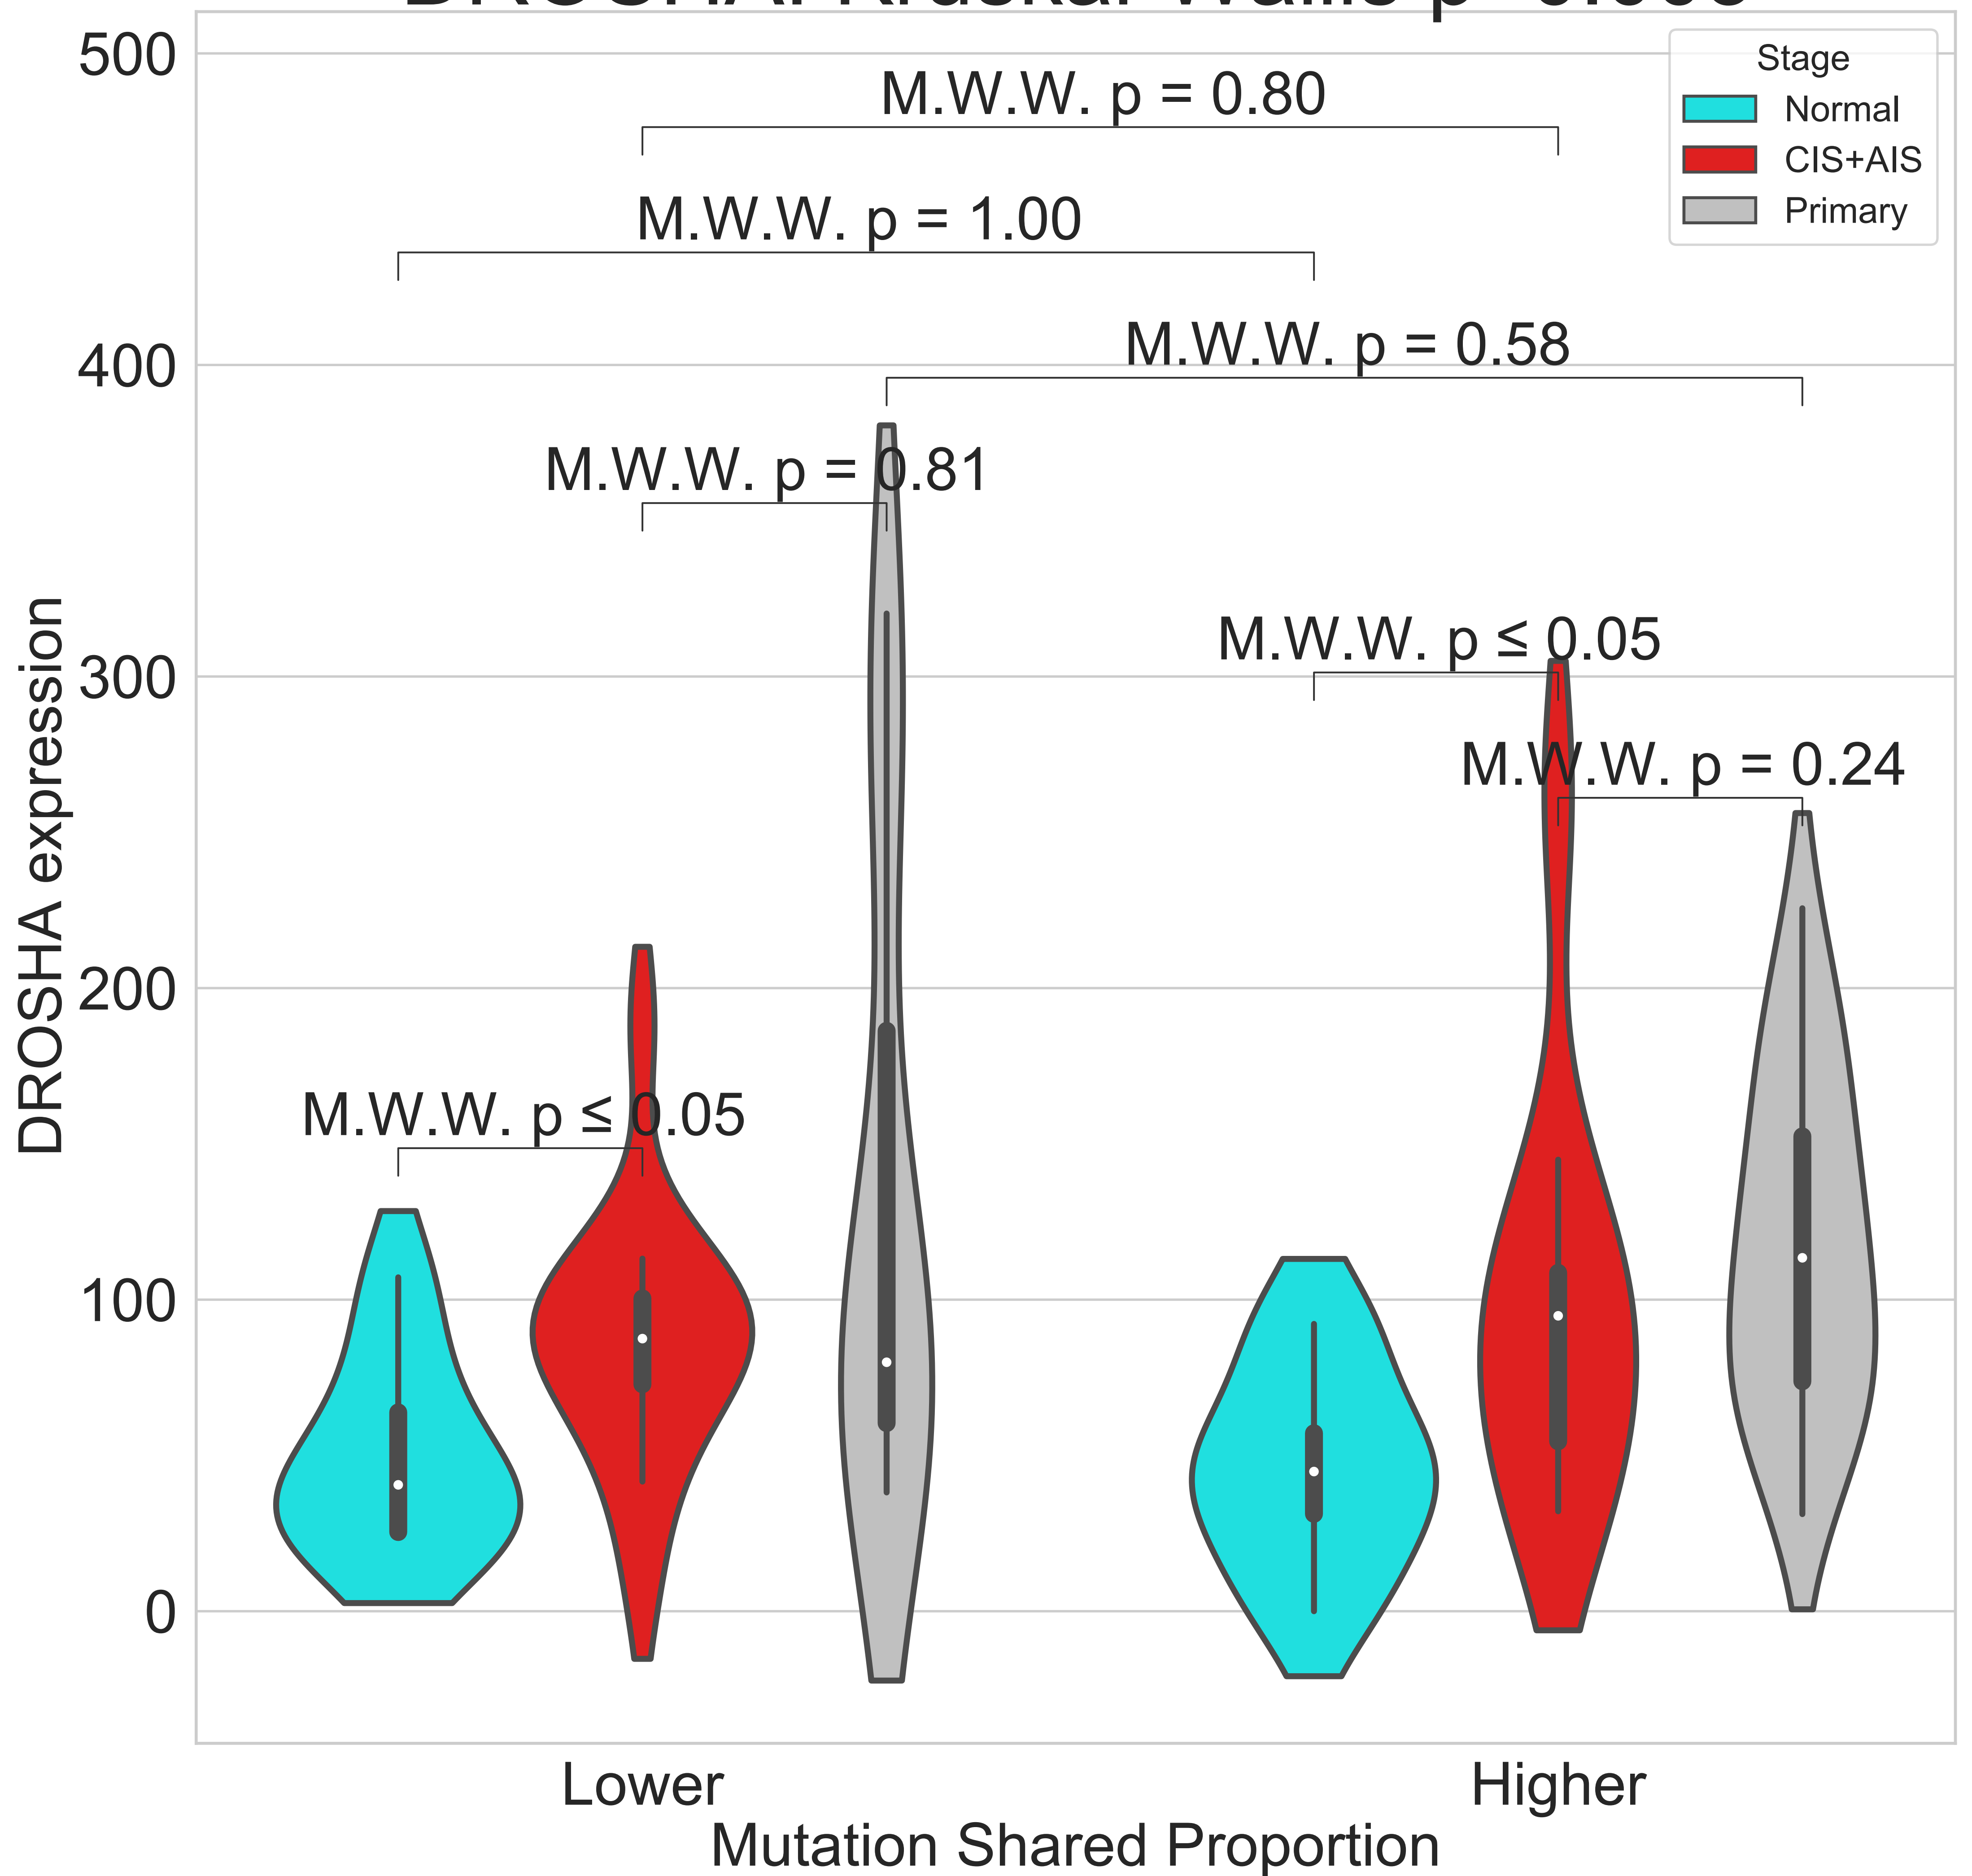 500
400
300
200
100
0
DROSHA expression
M.W.W. p = 0.80
M.W.W. p = 1.00
M.W.W. p = 0.58
M.W.W. p = 0.81
M.W.W. p ≤ 0.05
M.W.W. p = 0.24
M.W.W. p ≤ 0.05
Stage
Normal
CIS+AIS
Primary
Lower
Higher
Mutation Shared Proportion